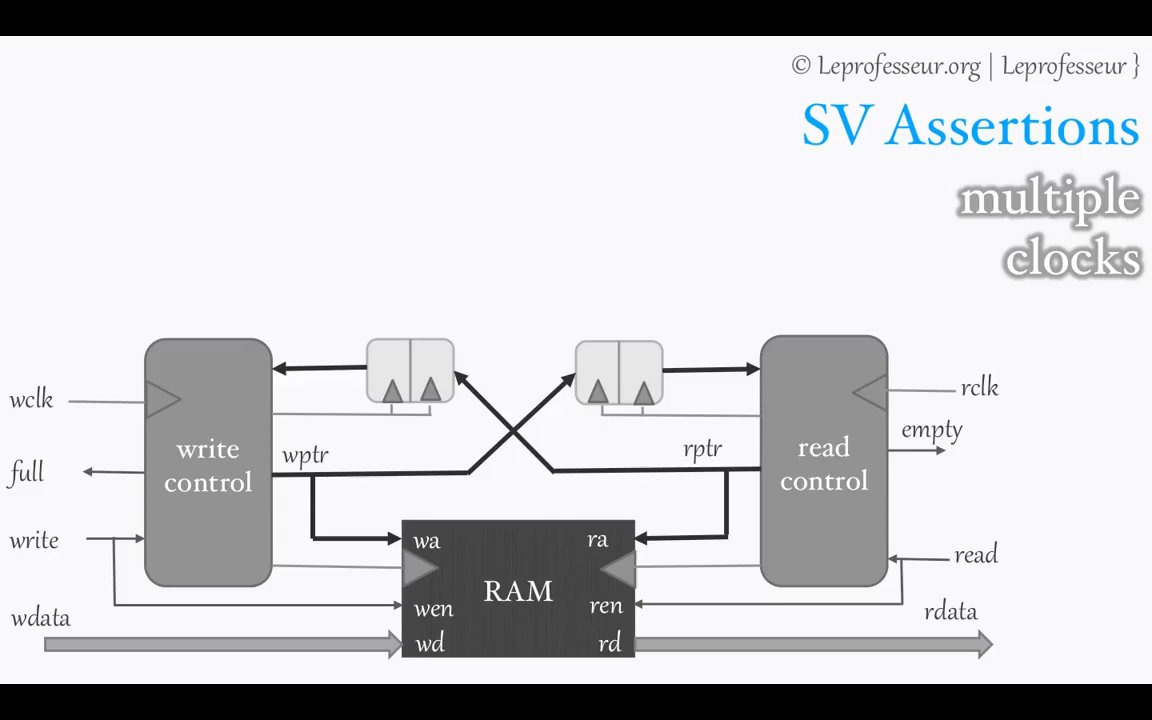 © Leprofesseur.org | Leprofesseur }
SV Assertions
multiple
clocks
wclk
full
write
wdata
write
control
wptr
rptr
read
control
rclk
empty
read
rdata
wa
ra
RAM
wen
ren
wd
rd